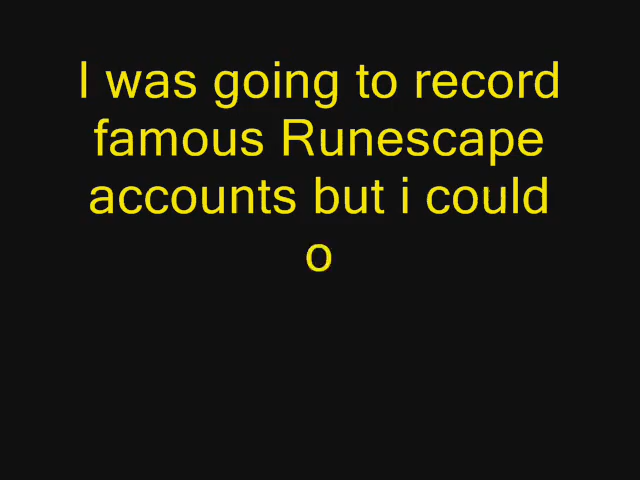 I was going to record
famous Runescape
accounts but i could
o